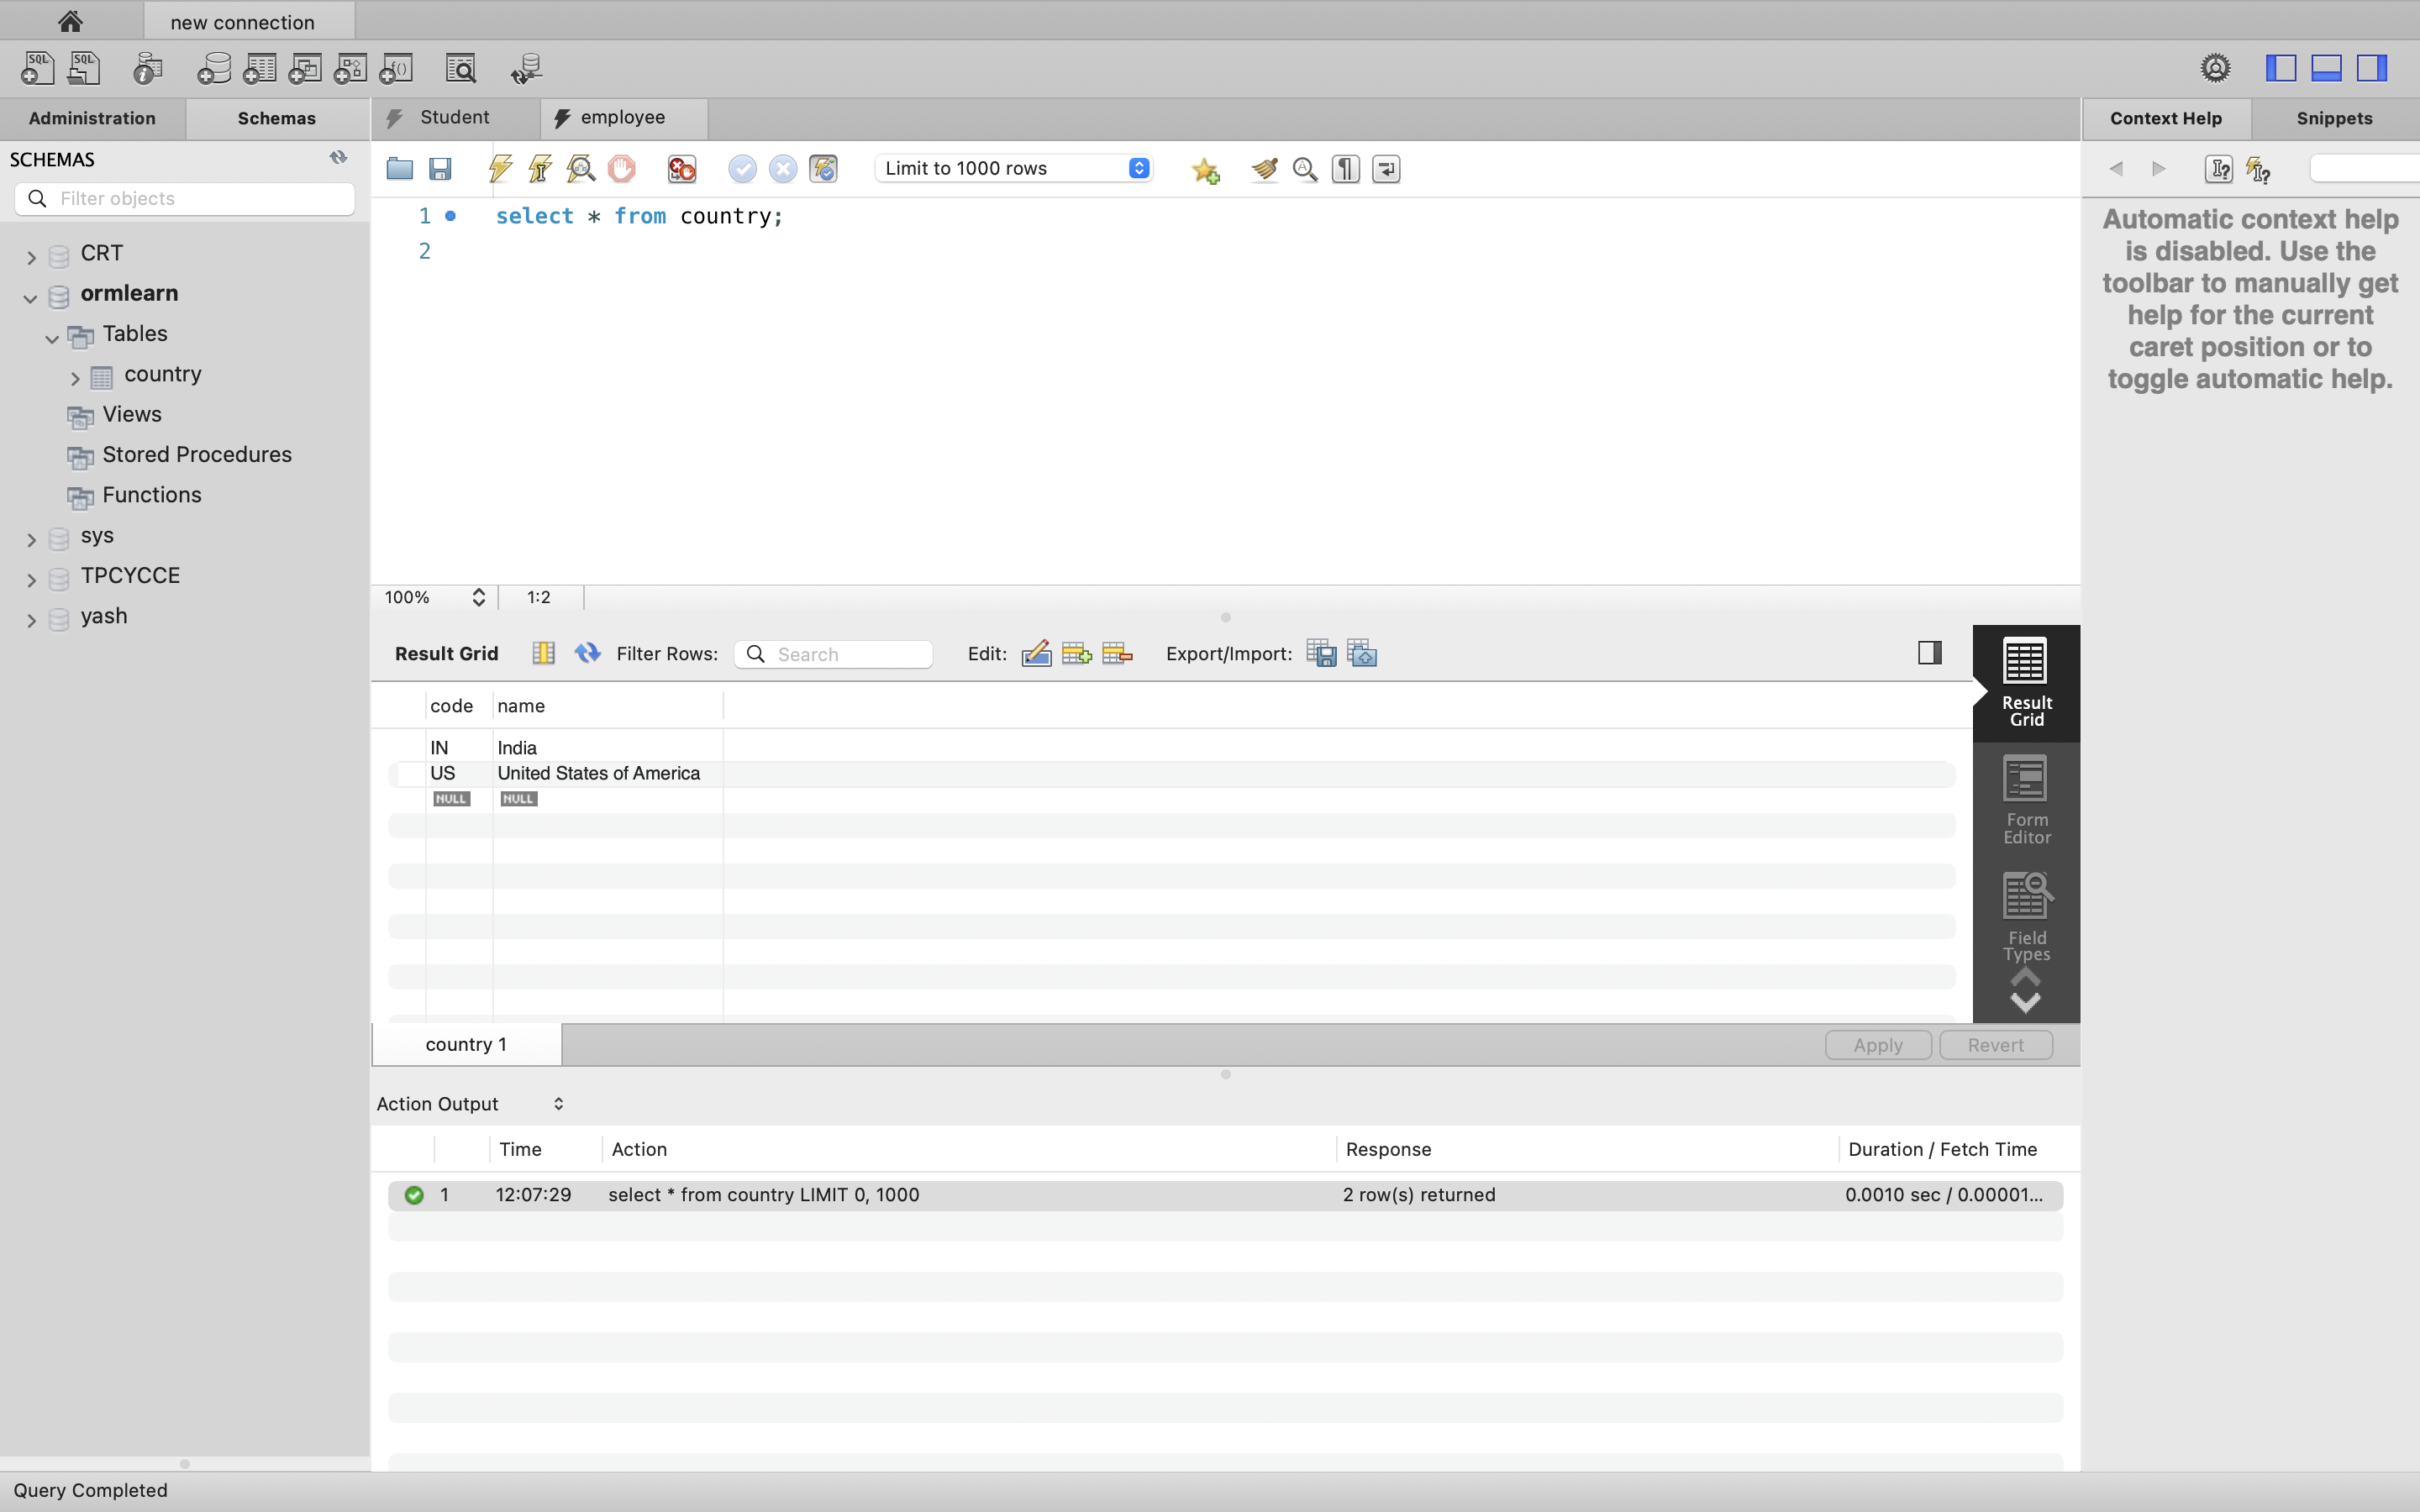 new connection
SQL
SQL
f()
Administration
Schemas
Student
employee
Context Help
Snippets
SCHEMAS
Filter objects
Limit to 1000 rows
1 select * from country;
2
CRT
ormlearn
Tables
country
Views
Stored Procedures
Functions
sys
TPCYCCE
yash
Automatic context help
is disabled. Use the
toolbar to manually get
help for the current
caret position or to
toggle automatic help.
100%
1:2
Result Grid
Filter Rows:
Search
Edit:
Export/Import:
code
name
IN
India
US
United States of America
NULL
NULL
Result
Grid
Form
Editor
Field
Types
country 1
Apply
Revert
Action Output
Time
Action
Response
Duration / Fetch Time
1
12:07:29
select * from country LIMIT 0, 1000
2 row(s) returned
0.0010 sec / 0.00001...
Query Completed